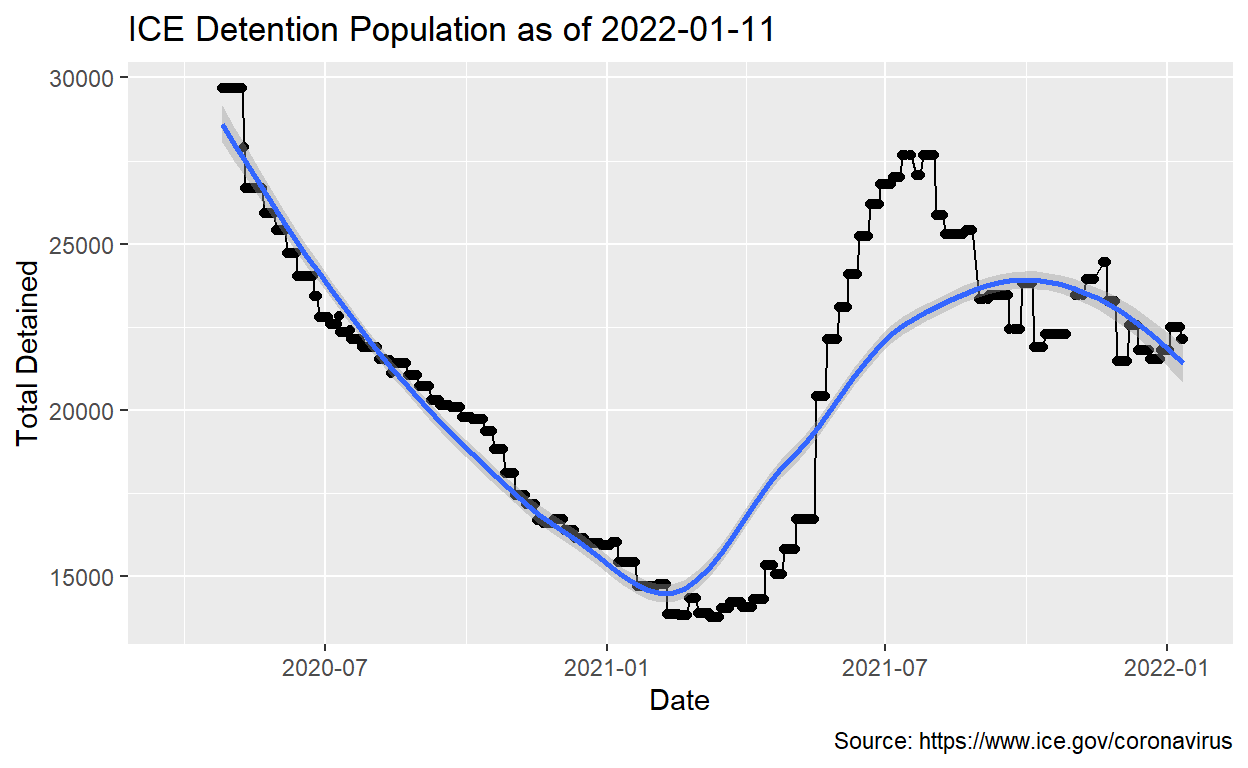 ICE Detention Population as of 2022-01-11
30000
25000
20000
15000
Total Detained
2020-07 2021-01 2021-07 2022-01
Date
Source: https://www.ice.gov/coronavirus